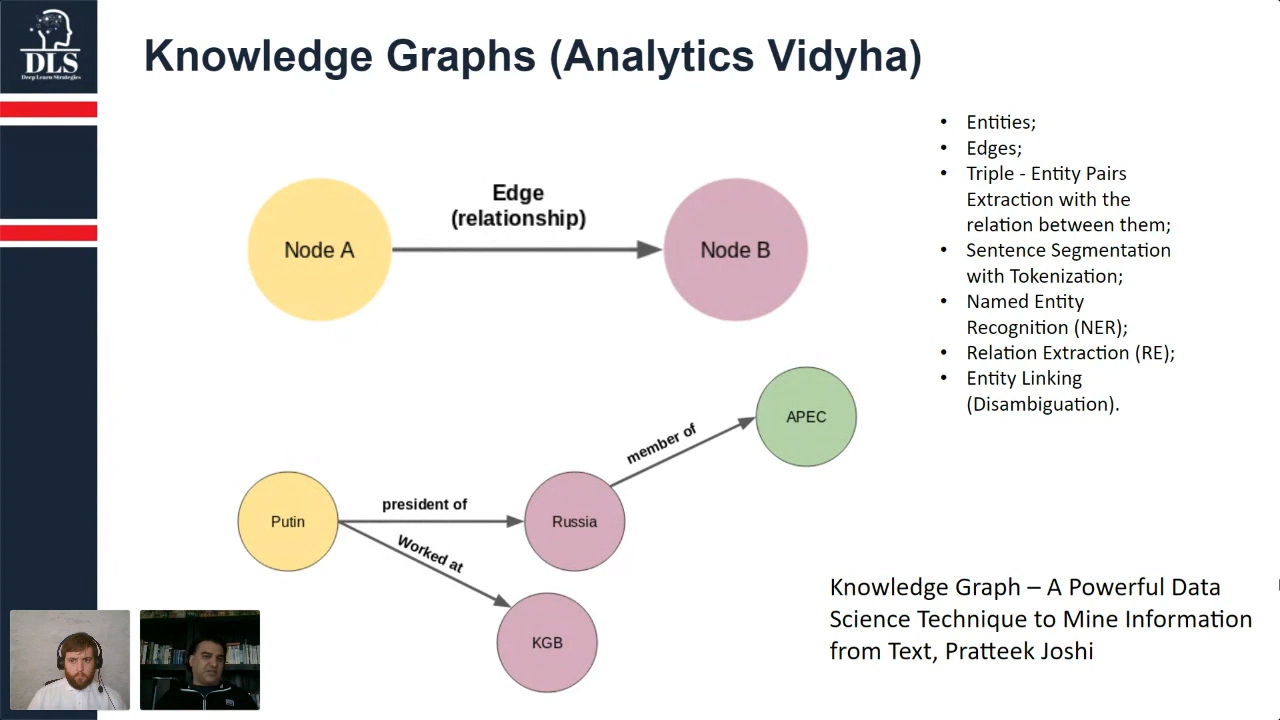 DLS
Deep Learn Strategies
Knowledge Graphs (Analytics Vidyha)
Edge
(relationship)
Node A
Node B
APEC
member of
president of
Putin
Russia
Worked at
KGB
• Entities;
• Edges;
• Triple - Entity Pairs
Extraction with the
relation between them;
• Sentence Segmentation
with Tokenization;
• Named Entity
Recognition (NER);
• Relation Extraction (RE);
• Entity Linking
(Disambiguation).
Knowledge Graph – A Powerful Data
Science Technique to Mine Information
from Text, Pratteek Joshi